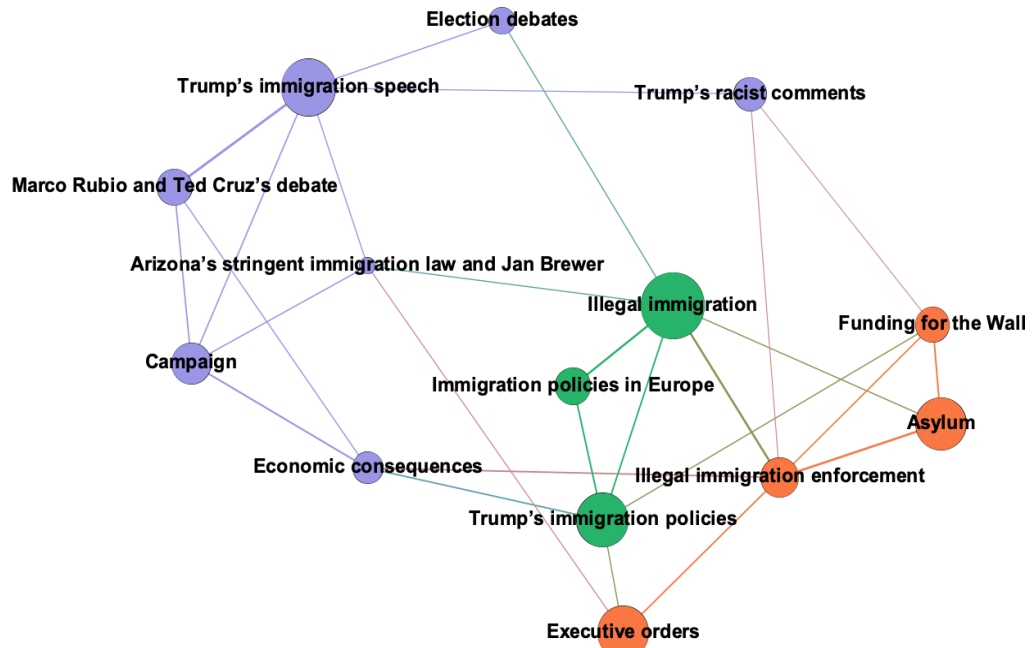 Election debates
Trump’s immigration speech
Trump’s racist comments
Marco Rubio and Ted Cruz’s debate
Arizona’s stringent immigration law and Jan Brewer
Illegal immigration
Funding for the Wall
Campaign
Immigration policies in Europe
Asylum
Economic consequences
Illegal immigration enforcement
Trump’s immigration policies
Executive orders